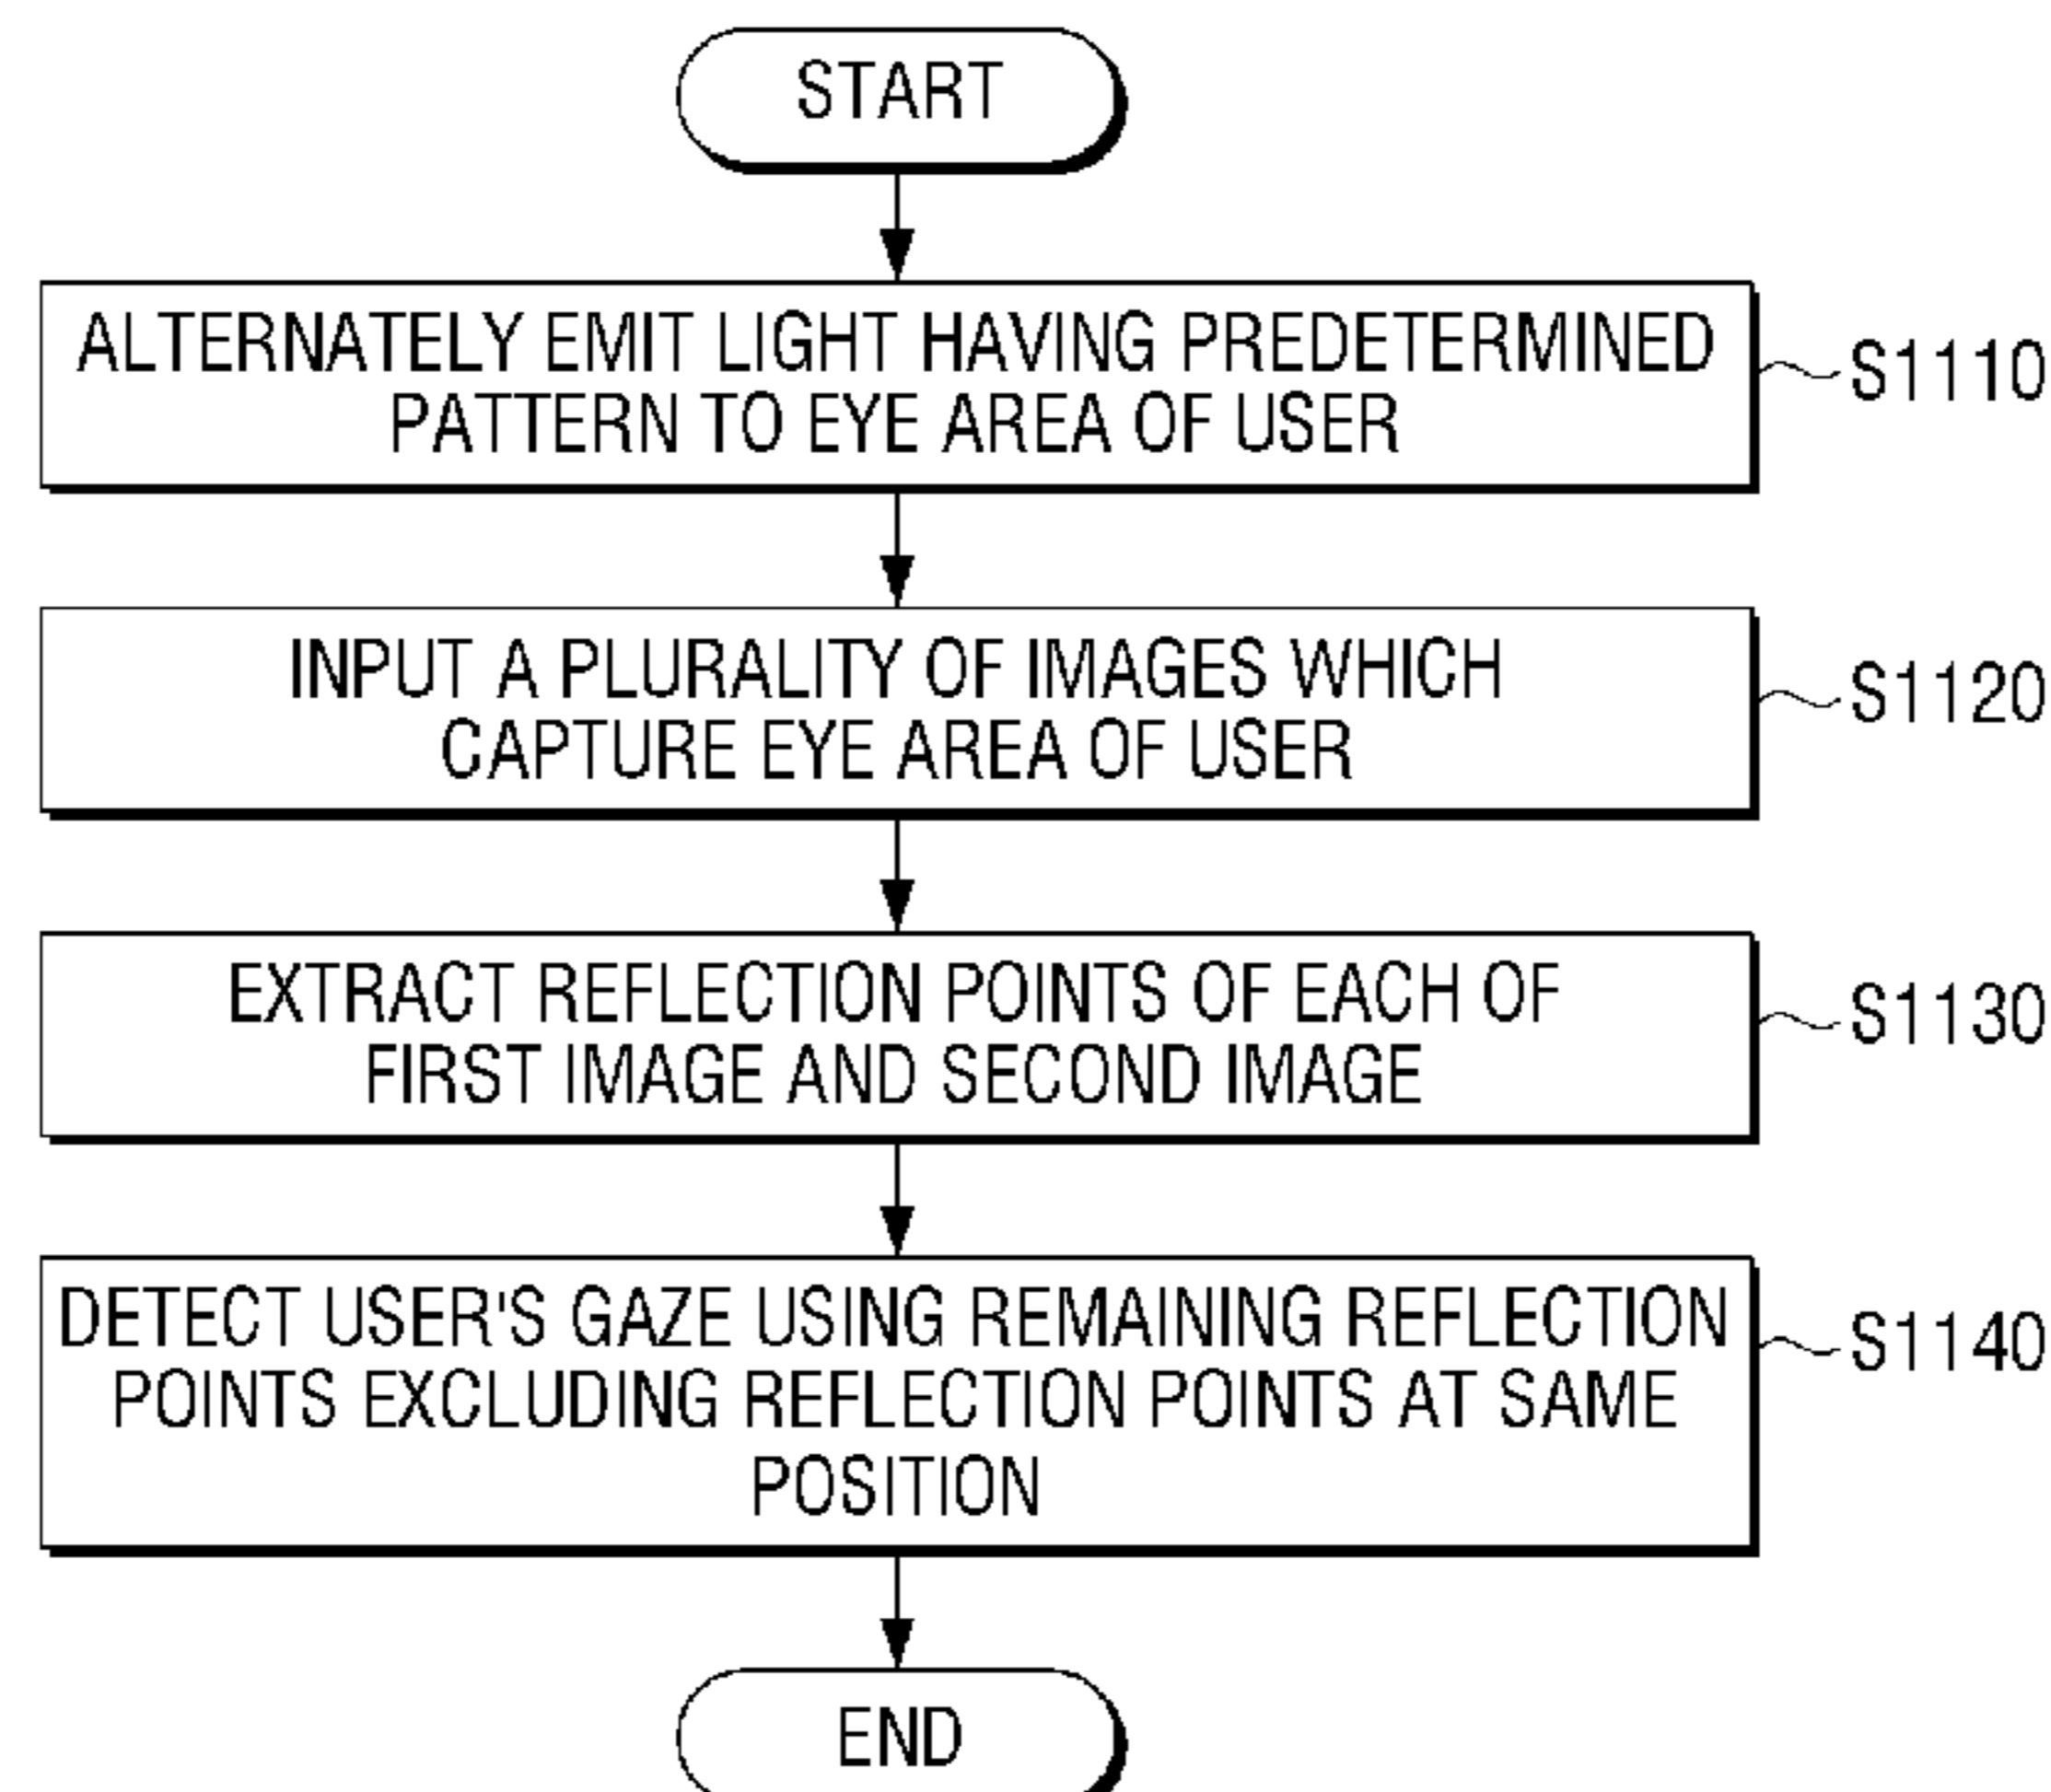 START
ALTERNATELY EMIT LIGHT HAVING PREDETERMINED
PATTERN TO EYE AREA OF USER
S1110
INPUT A PLURALITY OF IMAGES WHICH
CAPTURE EYE AREA OF USER
S1120
EXTRACT REFLECTION POINTS OF EACH OF
FIRST IMAGE AND SECOND IMAGE
S1130
DETECT USER'S GAZE USING REMAINING REFLECTION
POINTS EXCLUDING REFLECTION POINTS AT SAME
POSITION
S1140
END